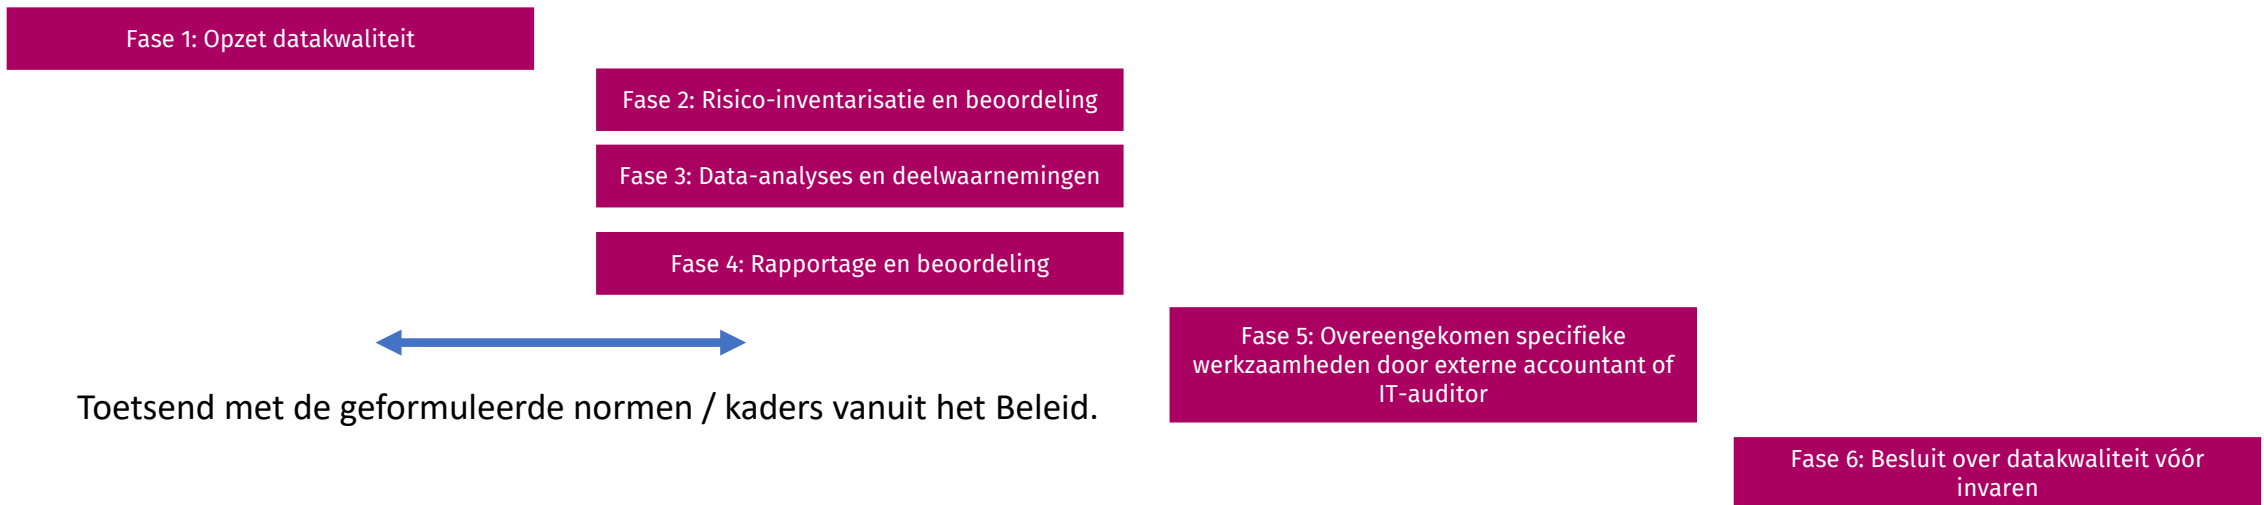 Fase 1: Opzet datakwaliteit
Fase 2: Risico-inventarisatie en beoordeling
Fase 3: Data-analyses en deelwaarnemingen
Fase 4: Rapportage en beoordeling
Fase 5: Overeengekomen specifieke
werkzaamheden door externe accountant of
IT-auditor
Toetsend met de geformuleerde normen / kaders vanuit het Beleid.
Fase 6: Besluit over datakwaliteit vóór
invaren